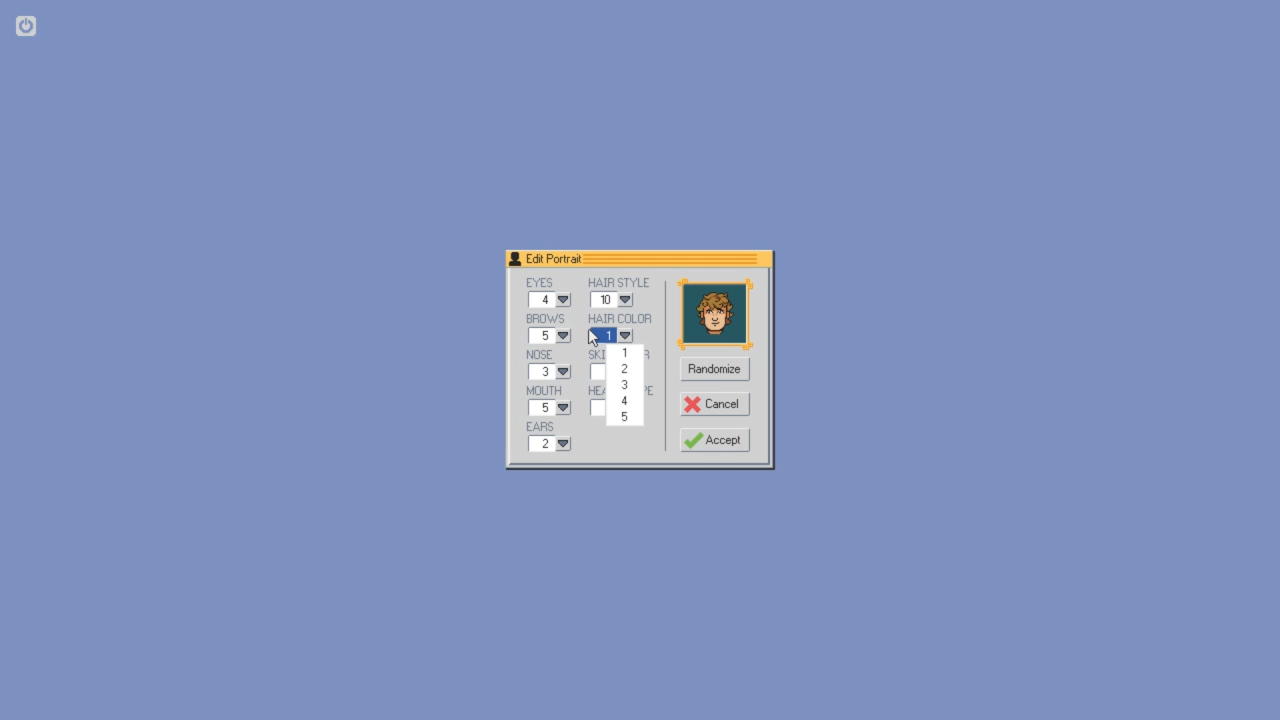 Edit Portrait
EYES HAIR STYLE
4 10
BROWS HAIR COLOR
5 1
1
NOSE
2
3
3
MOUTH
4
5
5
EARS
2
Randomize
Cancel
Accept